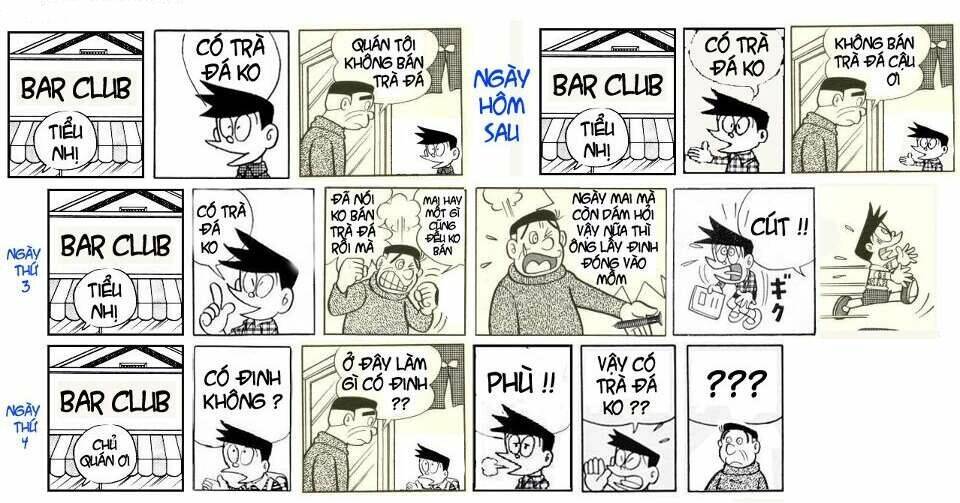 BAR CLUB
TIỂU
NHỊ
CÓ TRÀ
ĐÁ KO
QUÁN TÔI
KHÔNG BÁN
TRÀ ĐÁ
NGÀY
HÔM
SAU
BAR CLUB
TIỂU
NHỊ
CÓ TRÀ
ĐÁ KO
KHÔNG BÁN
TRÀ ĐÁ CẬU
ƠI
NGÀY
THỨ
3
BAR CLUB
TIỂU
NHỊ
CÓ TRÀ
ĐÁ
KO
ĐÃ NÓI
KO BÁN
TRÀ ĐÁ
RỒI MÀ
MAI HAY
MỐT GÌ
CŨNG
ĐẾU KO
BÁN
NGÀY MAI MÀ
CÒN DÁM HỎI
VẬY NỮA THÌ
ÔNG LẤY ĐINH
ĐÓNG VÀO
MỒM
CÚT !!
ギク
NGÀY
THỨ
4
BAR CLUB
CHỦ
QUÁN ƠI
CÓ ĐINH
KHÔNG ?
Ở ĐÂY LÀM
GÌ CÓ ĐINH
??
PHÙ !!
VẬY CÓ
TRÀ ĐÁ
KO ??
???